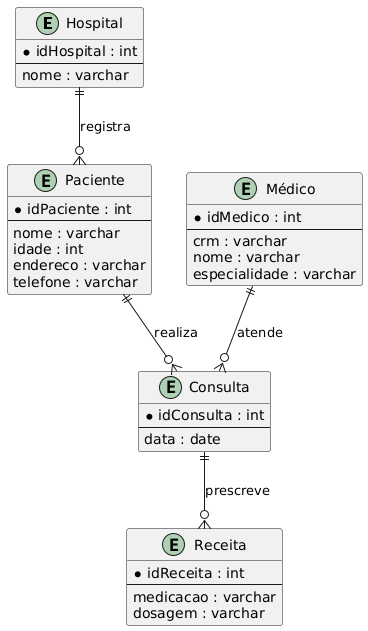 E Hospital
* idHospital : int
nome : varchar
registra
E Paciente
* idPaciente : int
nome : varchar
idade : int
endereco : varchar
telefone : varchar
E Médico
* idMedico : int
crm : varchar
nome : varchar
especialidade : varchar
realiza
atende
E Consulta
* idConsulta : int
data : date
prescreve
E Receita
* idReceita : int
medicacao : varchar
dosagem : varchar